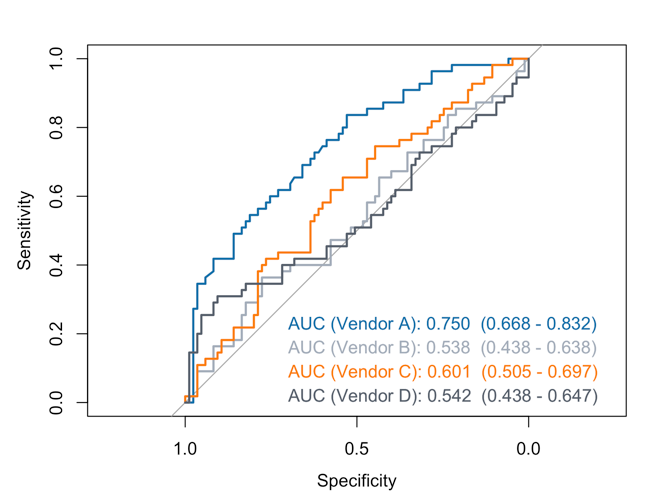 1.0
0.8
0.6
0.4
0.2
0.0
Sensitivity
AUC (Vendor A): 0.750 (0.668 - 0.832)
AUC (Vendor B): 0.538 (0.438 - 0.638)
AUC (Vendor C): 0.601 (0.505 - 0.697)
AUC (Vendor D): 0.542 (0.438 - 0.647)
1.0 0.5 0.0
Specificity